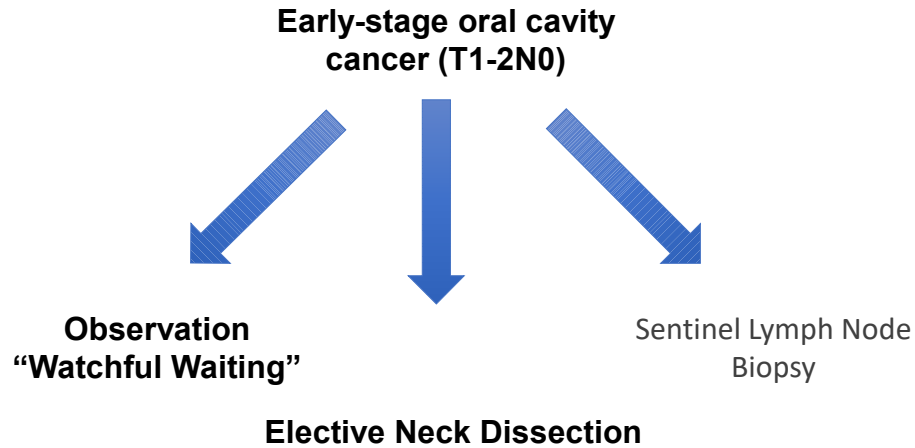 Early-stage oral cavity
cancer (T1-2N0)
Observation
“Watchful Waiting”
Sentinel Lymph Node
Biopsy
Elective Neck Dissection